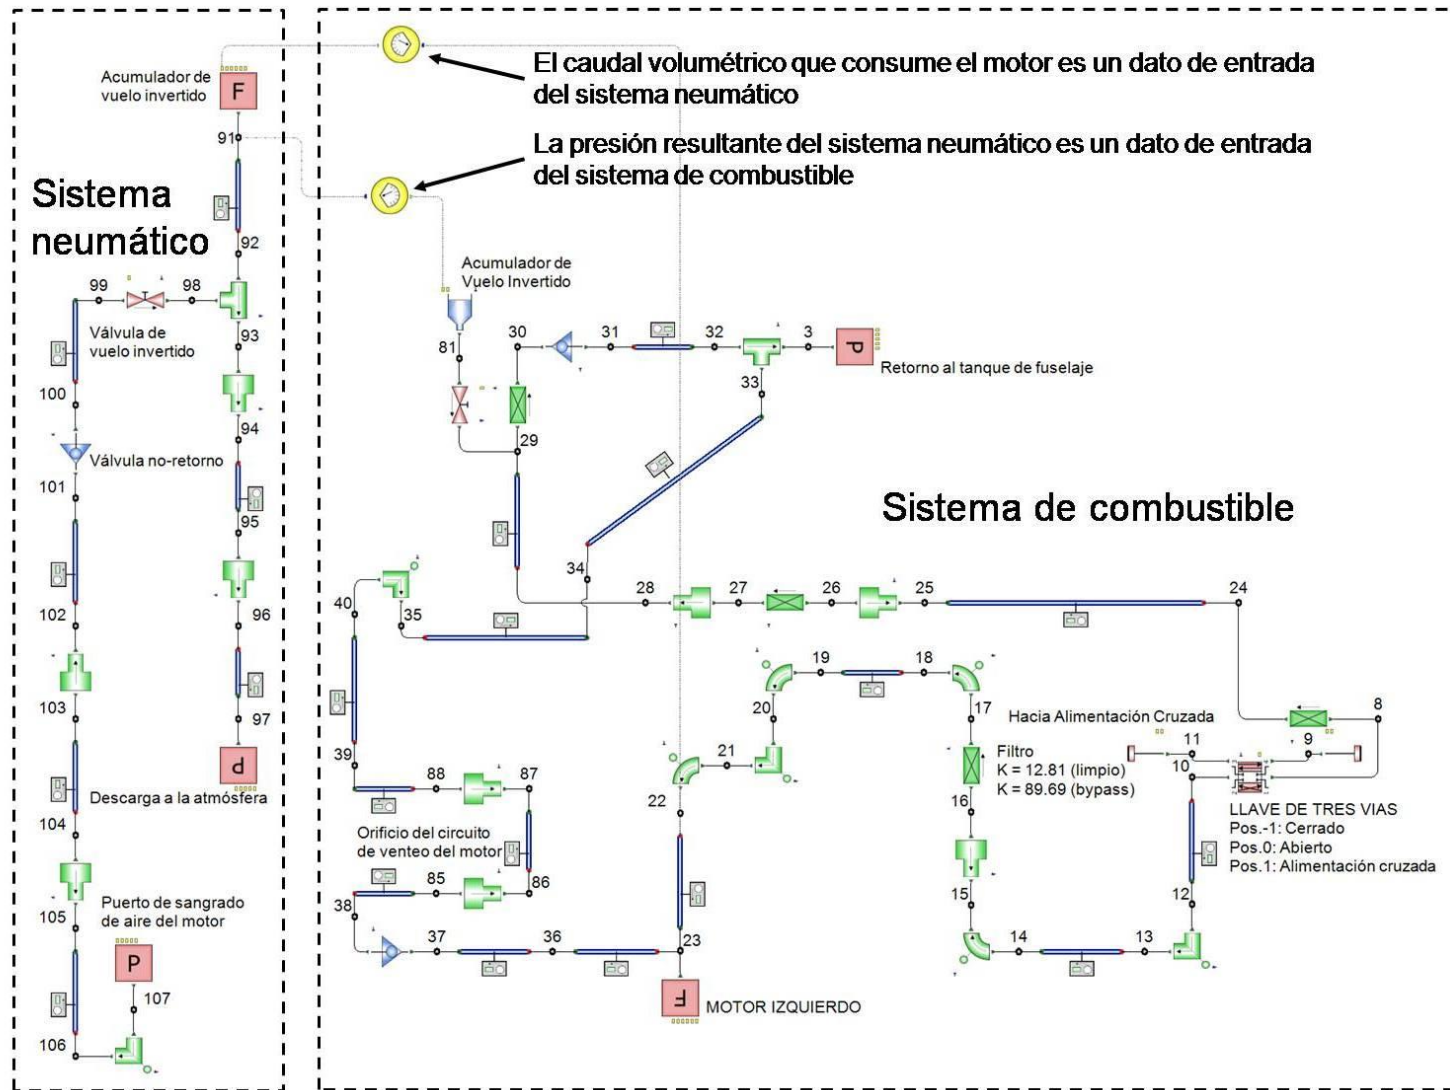 El caudal volumétrico que consume el motor es un dato de entrada
del sistema neumático
La presión resultante del sistema neumático es un dato de entrada
del sistema de combustible
Acumulador de
vuelo invertido
F
91
Sistema
neumático
92
99
98
Válvula de
vuelo invertido
93
100
94
Válvula no-retorno
101
95
102
96
103
97
P
Descarga a la atmósfera
104
105
Puerto de sangrado
de aire del motor
P
107
106
Acumulador de
Vuelo Invertido
81
30
31
32
3
P
Retorno al tanque de fuselaje
33
29
Sistema de combustible
34
28
27
26
25
24
40
35
19
18
20
17
21
22
Hacia Alimentación Cruzada
8
11
9
10
Filtro
K = 12.81 (limpio)
K = 89.69 (bypass)
16
LLAVE DE TRES VIAS
Pos.-1: Cerrado
Pos.0: Abierto
Pos.1: Alimentación cruzada
39
88
87
Orificio del circuito
de venteo del motor
85
86
38
37
36
23
15
14
13
12
F
MOTOR IZQUIERDO